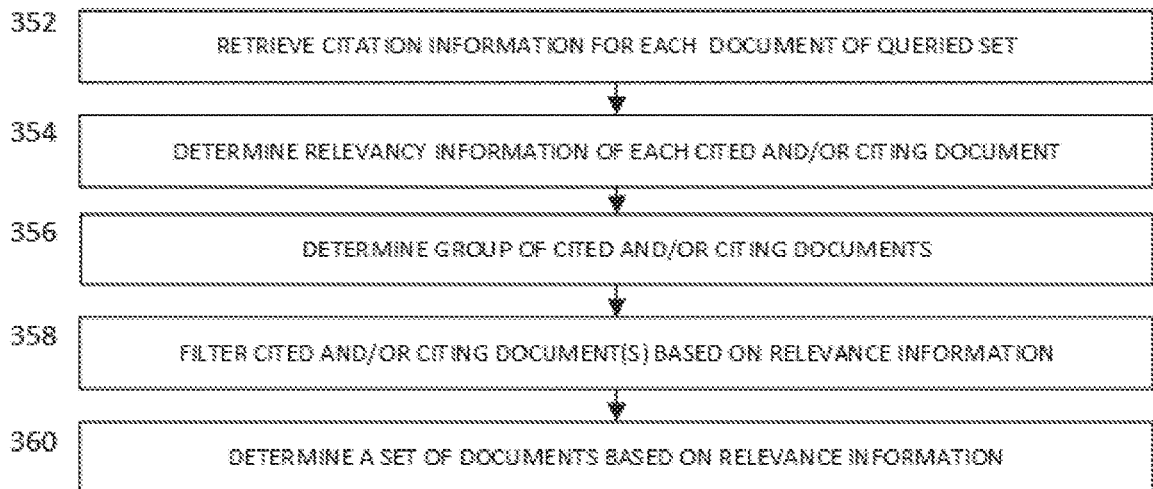 352
RETRIEVE CITATION INFORMATION FOR EACH DOCUMENT OF QUERIED SET
354
DETERMINE RELEVANCY INFORMATION OF EACH CITED AND/OR CITING DOCUMENT
356
DETERMINE GROUP OF CITED AND/OR CITING DOCUMENTS
358
FILTER CITED AND/OR CITING DOCUMENT(S) BASED ON RELEVANCE INFORMATION
360
DETERMINE A SET OF DOCUMENTS BASED ON RELEVANCE INFORMATION